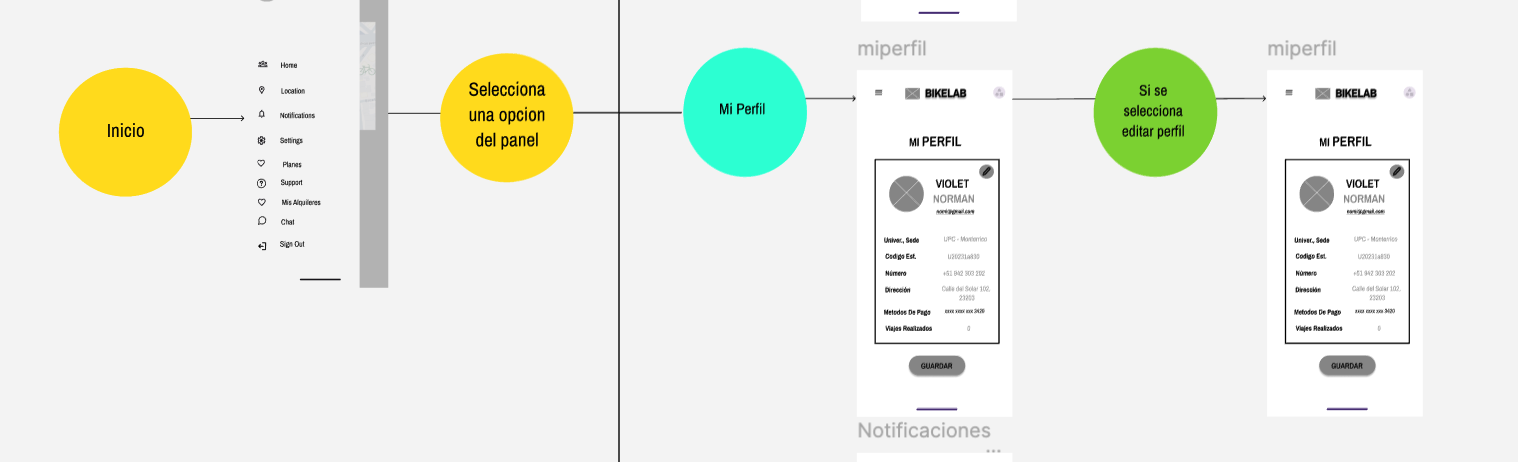 Inicio
Home
Location
Notifications
Settings
Planes
Support
Mis Alquileres
Chat
Sign Out
Selecciona
una opcion
del panel
Mi Perfil
miperfil
BIKELAB
MI PERFIL
VIOLET
NORMAN
nomi@gmail.com
Univer., Sede UPC - Monterrico
Codigo Est. U20231a830
Número +51 942 303 202
Dirección Calle del Solar 102,
23203
Metodos De Pago xxxx xxxx xxx 3420
Viajes Realizados 0
GUARDAR
Notificaciones
Si se
selecciona
editar perfil
miperfil
BIKELAB
MI PERFIL
VIOLET
NORMAN
nomi@gmail.com
Univer., Sede UPC - Monterrico
Codigo Est. U20231a830
Número +51 942 303 202
Dirección Calle del Solar 102,
23203
Metodos De Pago xxxx xxxx xxx 3420
Viajes Realizados 0
GUARDAR